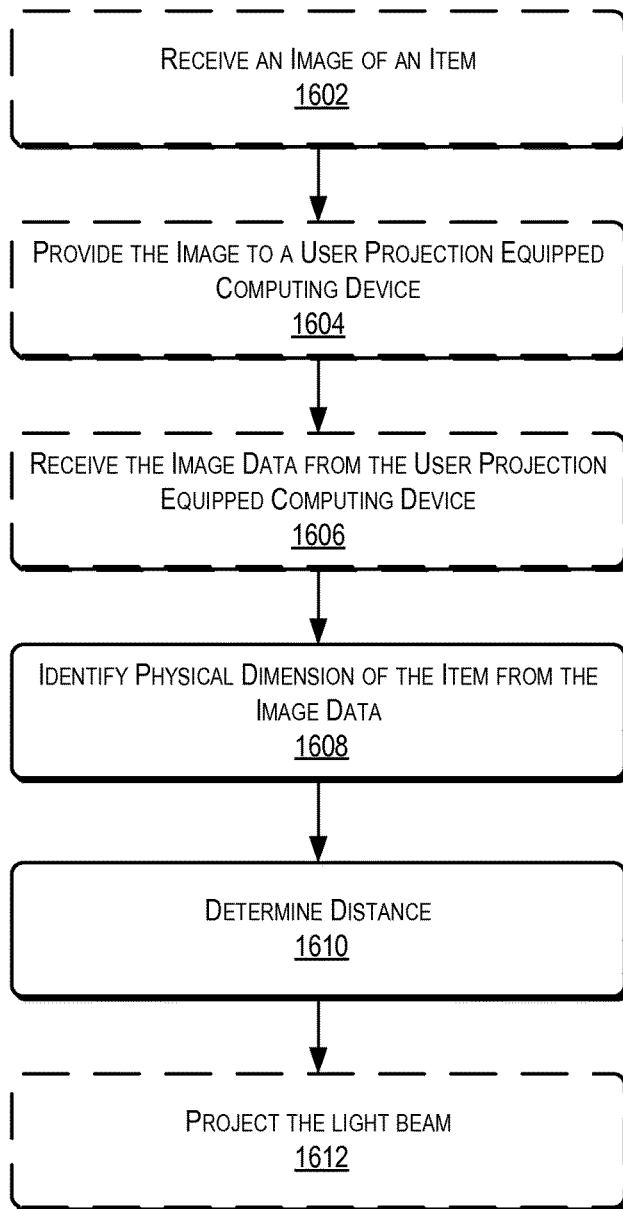 RECEIVE AN IMAGE OF AN ITEM
1602
PROVIDE THE IMAGE TO A USER PROJECTION EQUIPPED
COMPUTING DEVICE
1604
RECEIVE THE IMAGE DATA FROM THE USER PROJECTION
EQUIPPED COMPUTING DEVICE
1606
IDENTIFY PHYSICAL DIMENSION OF THE ITEM FROM THE
IMAGE DATA
1608
DETERMINE DISTANCE
1610
PROJECT THE LIGHT BEAM
1612